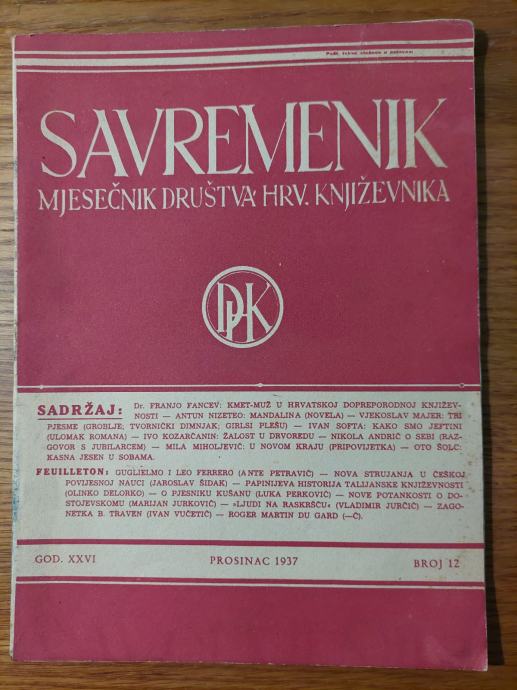 Pošt. tekov. plaćeno u gotovom.
SAVREMENIK
MJESEČNIK DRUŠTVA HRV. KNJIŽEVNIKA
DHK
SADRŽAJ: Dr. FRANJO FANCEV: KMET-MUŽ U HRVATSKOJ DOPREPORODNOJ KNJIŽEV-
NOSTI — ANTUN NIZETEO: MANDALINA (NOVELA) — VJEKOSLAV MAJER: TRI
PJESME (GROBLJE; TVORNIČKI DIMNJAK; GIRLSI PLEŠU) — IVAN SOFTA: KAKO SMO JEFTINI
(ULOMAK ROMANA) — IVO KOZARČANIN: ŽALOST U DRVOREDU — NIKOLA ANDRIĆ O SEBI (RAZ-
GOVOR S JUBILARCEM) — MILA MIHOLJEVIĆ: U NOVOM KRAJU (PRIPOVIJETKA) — OTO ŠOLC:
KASNA JESEN U SOBAMA.
FEUILLETON: GUGLIELMO I LEO FERRERO (ANTE PETRAVIĆ) — NOVA STRUJANJA U ČEŠKOJ
POVIJESNOJ NAUCI (JAROSLAV ŠIDAK) — PAPINIJEVA HISTORIJA TALIJANSKE KNJIŽEVNOSTI
(OLINKO DELORKO) — O PJESNIKU KUŠANU (LUKA PERKOVIĆ) — NOVE POTANKOSTI O DO-
STOJEVSKOMU (MARIJAN JURKOVIĆ) — »LJUDI NA RASKRŠĆU« (VLADIMIR JURČIĆ) — ZAGO-
NETKA B. TRAVEN (IVAN VUČETIĆ) — ROGER MARTIN DU GARD (—Č).
GOD. XXVI PROSINAC 1937 BROJ 12